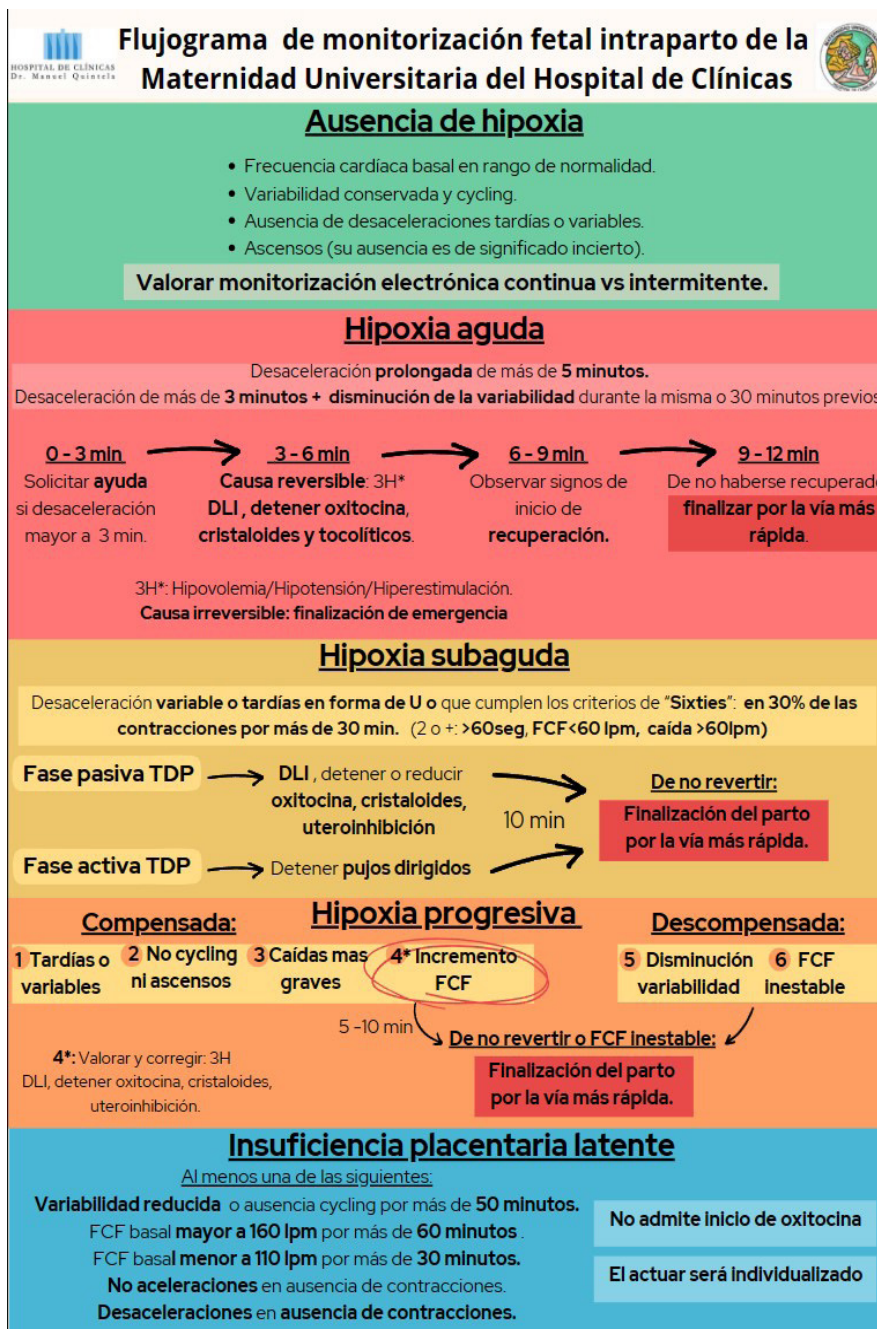 HOSPITAL DE CLÍNICAS
Dr. Manuel Quintela
Flujograma de monitorización fetal intraparto de la
Maternidad Universitaria del Hospital de Clínicas
Ausencia de hipoxia
• Frecuencia cardíaca basal en rango de normalidad.
• Variabilidad conservada y cycling.
• Ausencia de desaceleraciones tardías o variables.
• Ascensos (su ausencia es de significado incierto).
Valorar monitorización electrónica continua vs intermitente.
Hipoxia aguda
Desaceleración prolongada de más de 5 minutos.
Desaceleración de más de 3 minutos + disminución de la variabilidad durante la misma o 30 minutos previos
0 - 3 min
Solicitar ayuda
si desaceleración
mayor a 3 min.
3 - 6 min
Causa reversible: 3H*
DLI , detener oxitocina,
cristaloides y tocolíticos.
6 - 9 min
Observar signos de
inicio de
recuperación.
9 - 12 min
De no haberse recuperado
finalizar por la vía más
rápida.
3H*: Hipovolemia/Hipotensión/Hiperestimulación.
Causa irreversible: finalización de emergencia
Hipoxia subaguda
Desaceleración variable o tardías en forma de U o que cumplen los criterios de “Sixties”: en 30% de las
contracciones por más de 30 min. (2 o +: >60seg, FCF<60 lpm, caída >60lpm)
Fase pasiva TDP
DLI , detener o reducir
oxitocina, cristaloides,
uteroinhibición
Fase activa TDP
Detener pujos dirigidos
10 min
De no revertir:
Finalización del parto
por la vía más rápida.
Hipoxia progresiva
Compensada:
1 Tardías o
variables
2 No cycling
ni ascensos
3 Caídas mas
graves
4* Incremento
FCF
Descompensada:
5 Disminución
variabilidad
6 FCF
inestable
5 -10 min
De no revertir o FCF inestable:
Finalización del parto
por la vía más rápida.
4*: Valorar y corregir: 3H
DLI, detener oxitocina, cristaloides,
uteroinhibición.
Insuficiencia placentaria latente
Al menos una de las siguientes:
Variabilidad reducida o ausencia cycling por más de 50 minutos.
FCF basal mayor a 160 lpm por más de 60 minutos .
FCF basal menor a 110 lpm por más de 30 minutos.
No aceleraciones en ausencia de contracciones.
Desaceleraciones en ausencia de contracciones.
No admite inicio de oxitocina
El actuar será individualizado